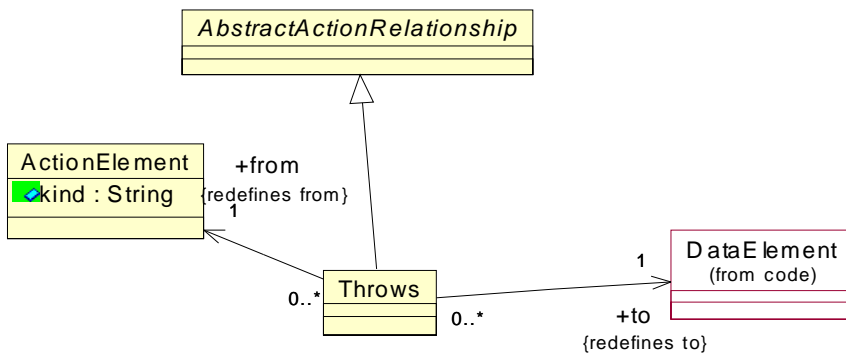 AbstractActionRelationship
ActionElement
kind : String
+from
{redefines from}
1
0..*
Throws
0..*
1
+to
{redefines to}
DataElement
(from code)